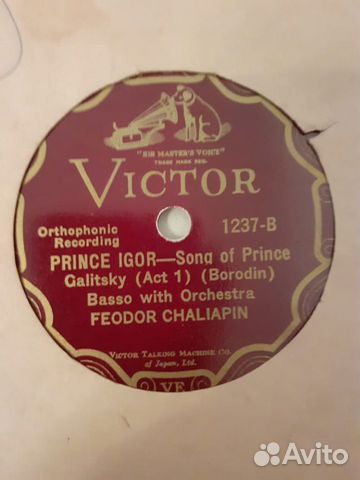 "HIS MASTER'S VOICE"
TRADE MARK REG.
VICTOR
Orthophonic
Recording
1237-B
PRINCE IGOR—Song of Prince
Galitsky (Act 1) (Borodin)
Basso with Orchestra
FEODOR CHALIAPIN
VICTOR TALKING MACHINE CO.
of Japan, Ltd.
VE
Avito